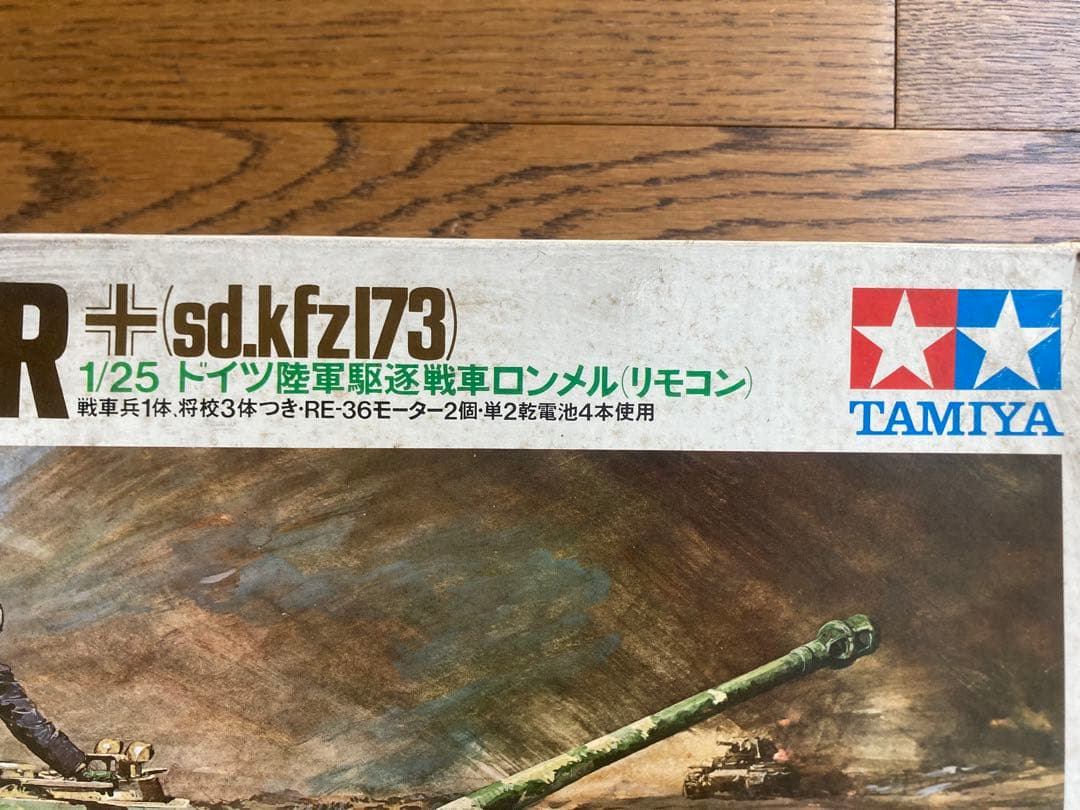 R (sd.kfz173)
1/25 ドイツ陸軍駆逐戦車ロンメル(リモコン)
戦車兵1体、将校3体つき・RE-36モーター2個・単2乾電池4本使用
TAMIYA